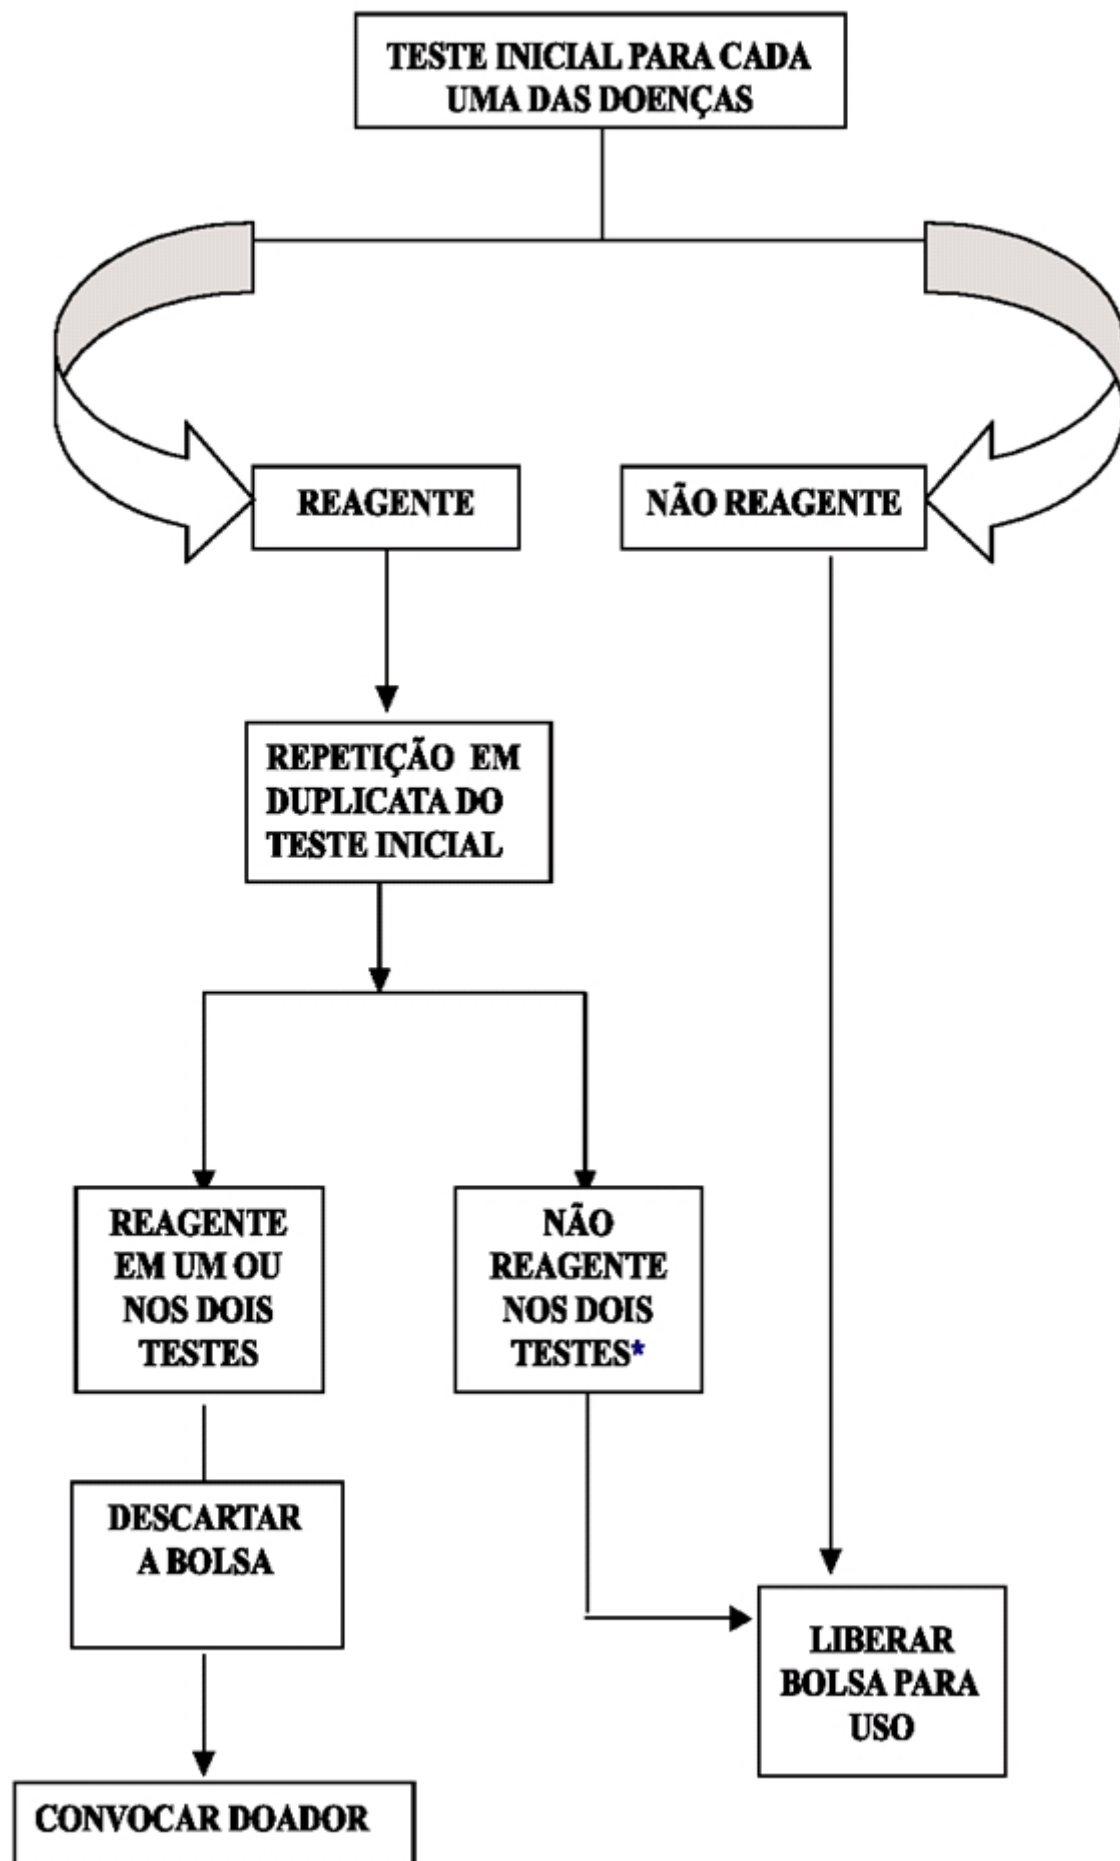 TESTE INICIAL PARA CADA
UMA DAS DOENÇAS
REAGENTE
NÃO REAGENTE
REPETIÇÃO EM
DUPLICATA DO
TESTE INICIAL
REAGENTE
EM UM OU
NOS DOIS
TESTES
NÃO
REAGENTE
NOS DOIS
TESTES*
DESCARTAR
A BOLSA
LIBERAR
BOLSA PARA
USO
CONVOCAR DOADOR